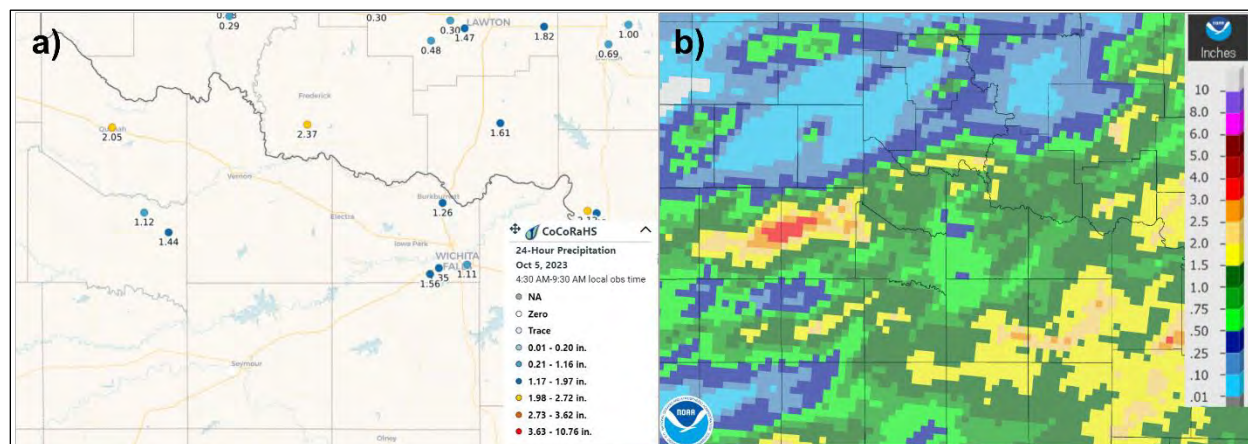 a)
0.29
0.30
LAWTON
0.30
1.47
0.48
1.82
1.00
0.69
Frederick
2.05
2.37
1.61
Vernon
Burkburnett
1.12
1.26
Electra
1.44
Iowa Park
WICHITA
FALLS
35
1.11
1.56
Seymour
Olney
CoCoRaHS
24-Hour Precipitation
Oct 5, 2023
4:30 AM-9:30 AM local obs time
NA
Zero
Trace
0.01 - 0.20 in.
0.21 - 1.16 in.
1.17 - 1.97 in.
1.98 - 2.72 in.
2.73 - 3.62 in.
3.63 - 10.76 in.
b)
Inches
10
8.0
6.0
5.0
4.0
3.0
2.5
2.0
1.5
1.0
.75
.50
.25
.10
.01
NOAA